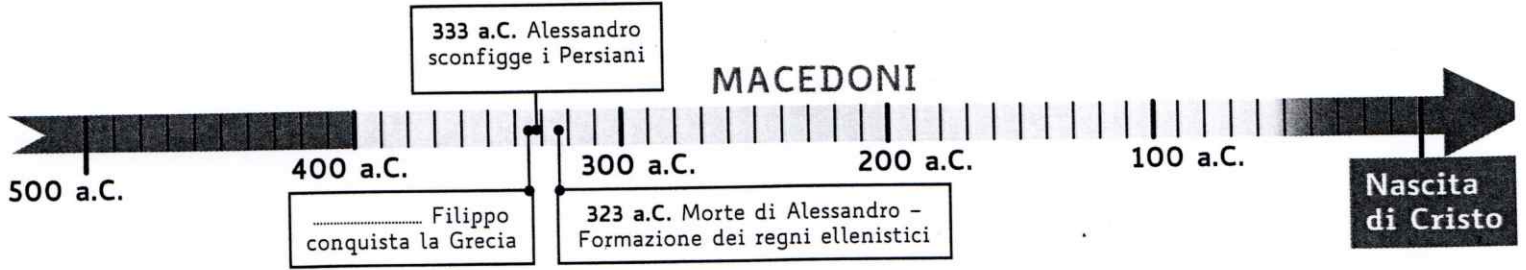 333 a.C. Alessandro
sconfigge i Persiani
MACEDONI
500 a.C.
400 a.C.
300 a.C.
200 a.C.
100 a.C.
Nascita
di Cristo
........................ Filippo
conquista la Grecia
323 a.C. Morte di Alessandro –
Formazione dei regni ellenistici